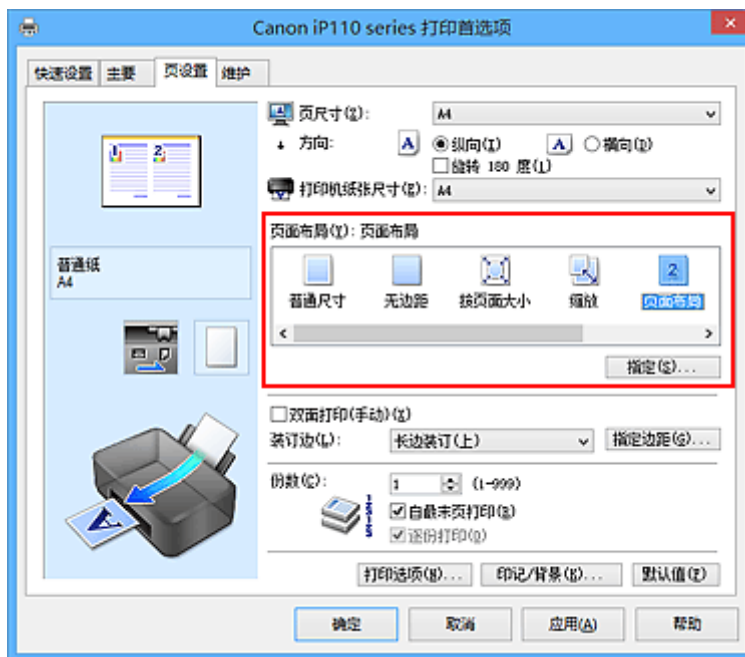 Canon iP110 series 打印首选项
快速设置 主要 页设置 维护
页尺寸(Z): A4
方向: A 纵向(I) A 横向(D)
旋转 180 度(L)
打印机纸张尺寸(E): A4
页面布局(Y): 页面布局
普通尺寸 无边距 按页面大小 缩放 页面布局
指定(S)...
1 2
普通纸
A4
双面打印(手动)(X)
装订边(L): 长边装订(上) 指定边距(G)...
份数(C): 1 (1-999)
自最末页打印(R)
逐份打印(O)
打印选项(N)... 印记/背景(K)... 默认值(F)
确定 取消 应用(A) 帮助